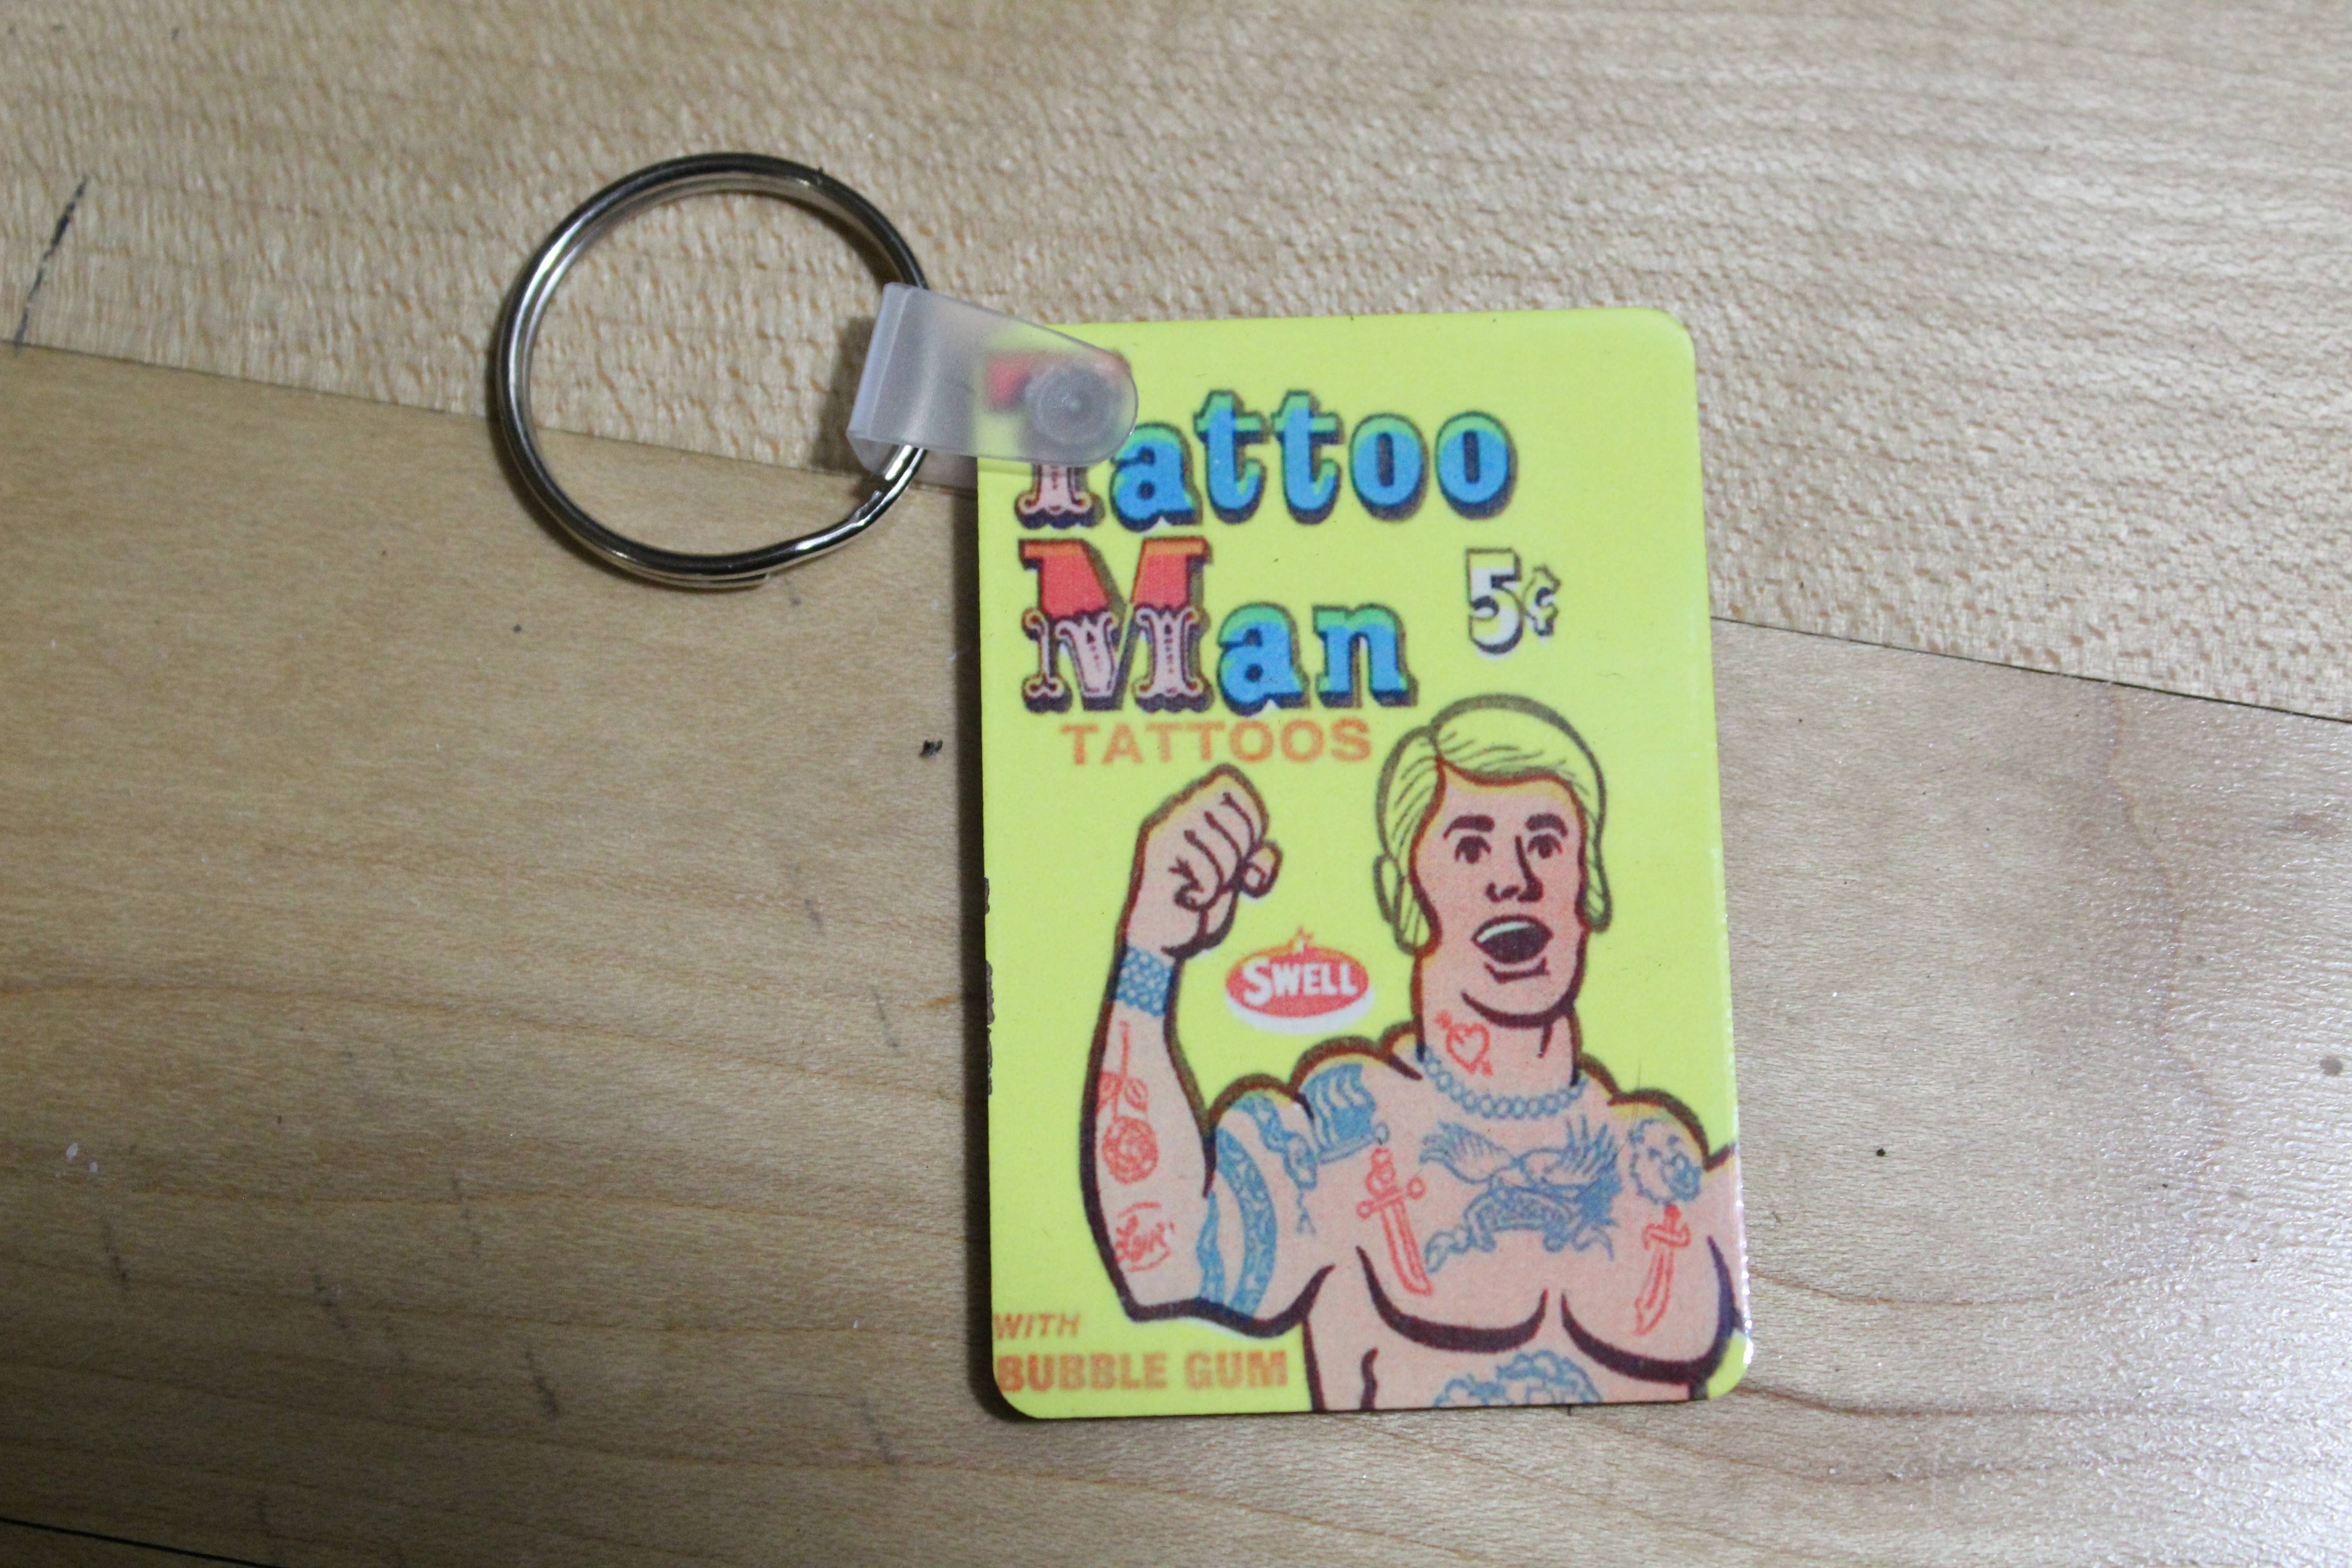 Tattoo
Man 5¢
TATTOOS
SWELL
WITH
BUBBLE GUM